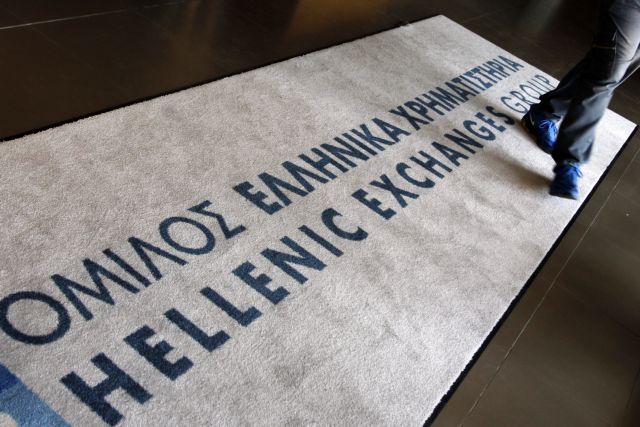 ΟΜΙΛΟΣ ΕΛΛΗΝΙΚΑ ΧΡΗΜΑΤΙΣΤΗΡΙΑ
HELLENIC EXCHANGES GROUP